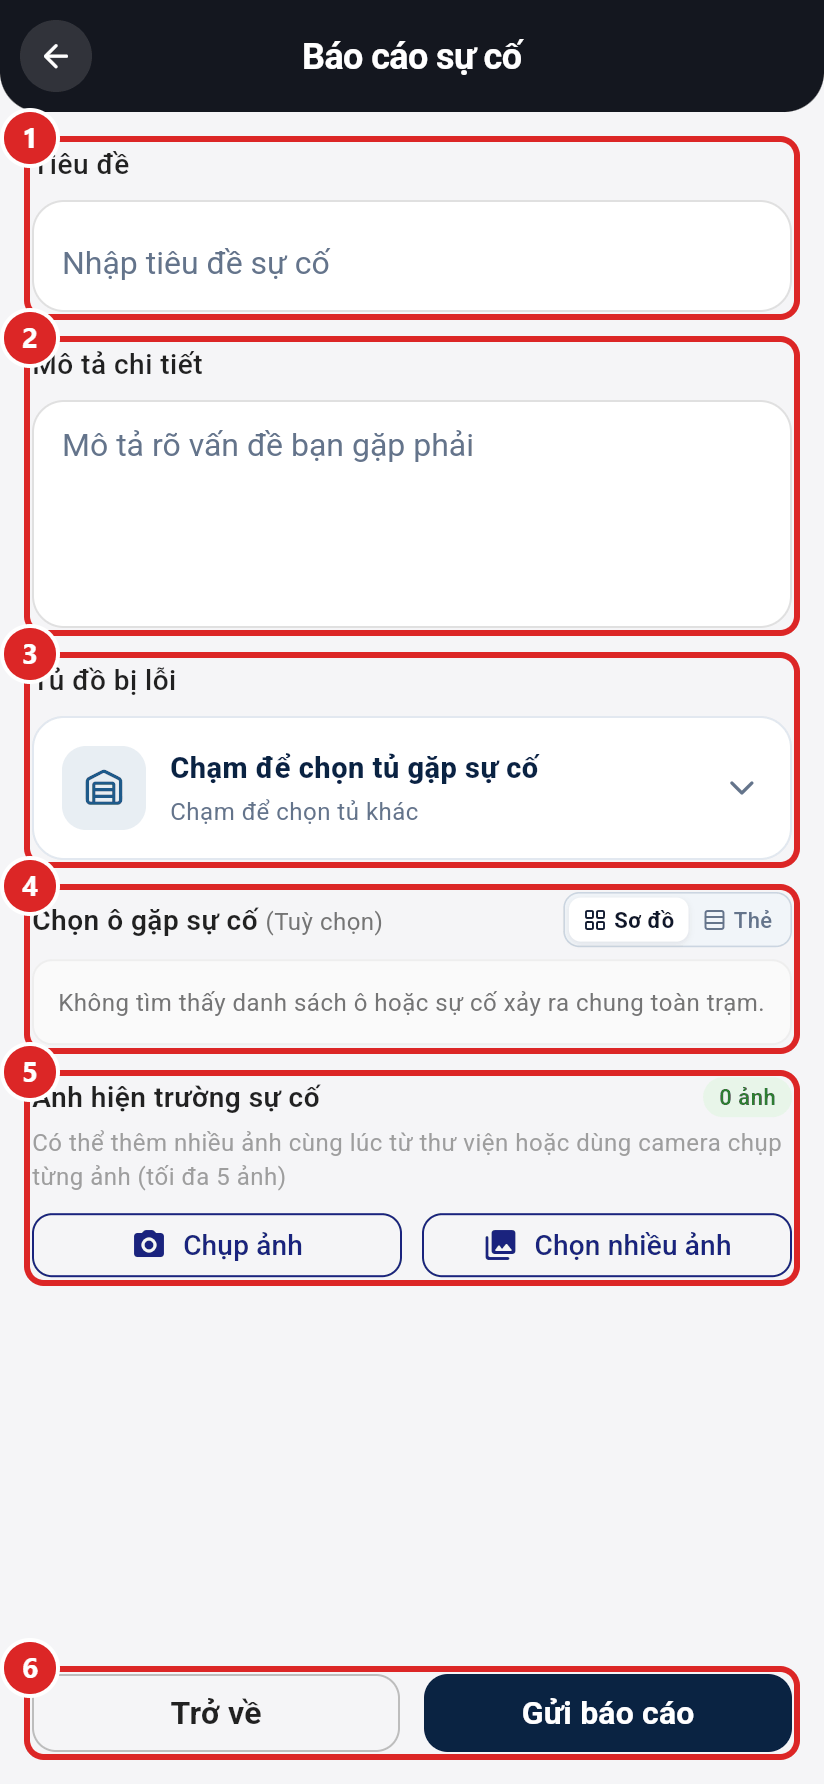 Báo cáo sự cố
1
Tiêu đề
Nhập tiêu đề sự cố
2
Mô tả chi tiết
Mô tả rõ vấn đề bạn gặp phải
3
Tủ đồ bị lỗi
Chạm để chọn tủ gặp sự cố
Chạm để chọn tủ khác
4
Chọn ô gặp sự cố (Tuỳ chọn)
Sơ đồ
Thẻ
Không tìm thấy danh sách ô hoặc sự cố xảy ra chung toàn trạm.
5
Ảnh hiện trường sự cố
0 ảnh
Có thể thêm nhiều ảnh cùng lúc từ thư viện hoặc dùng camera chụp
từng ảnh (tối đa 5 ảnh)
Chụp ảnh
Chọn nhiều ảnh
6
Trở về
Gửi báo cáo